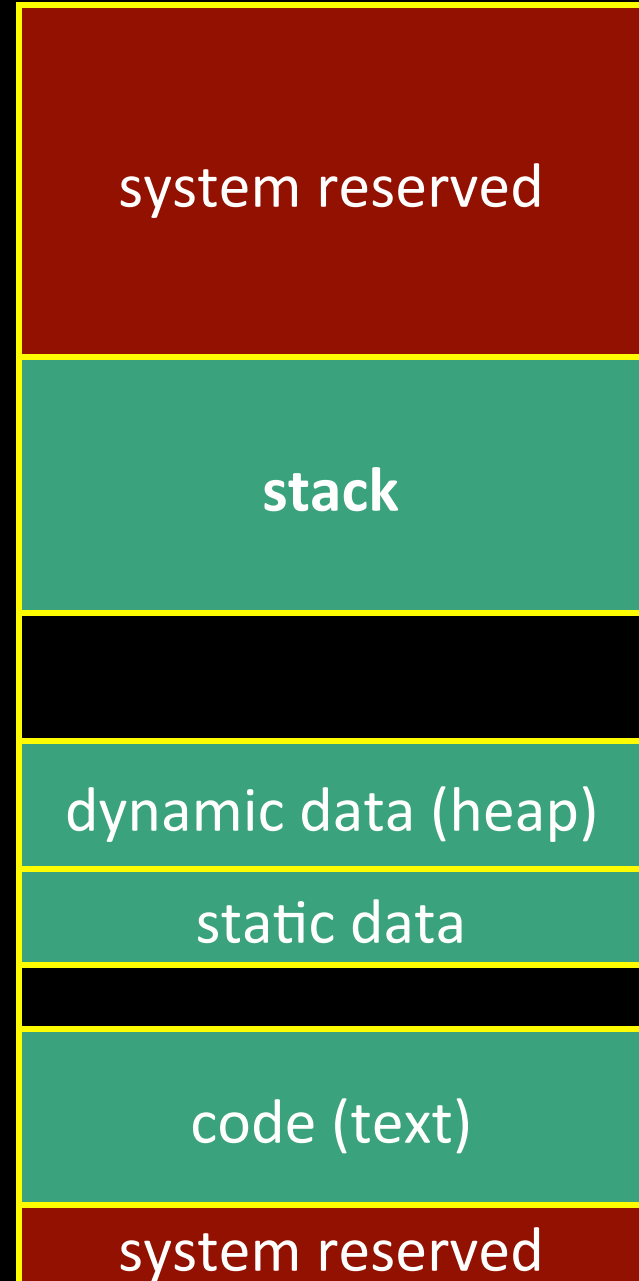 system reserved
stack
dynamic data (heap)
static data
code (text)
system reserved